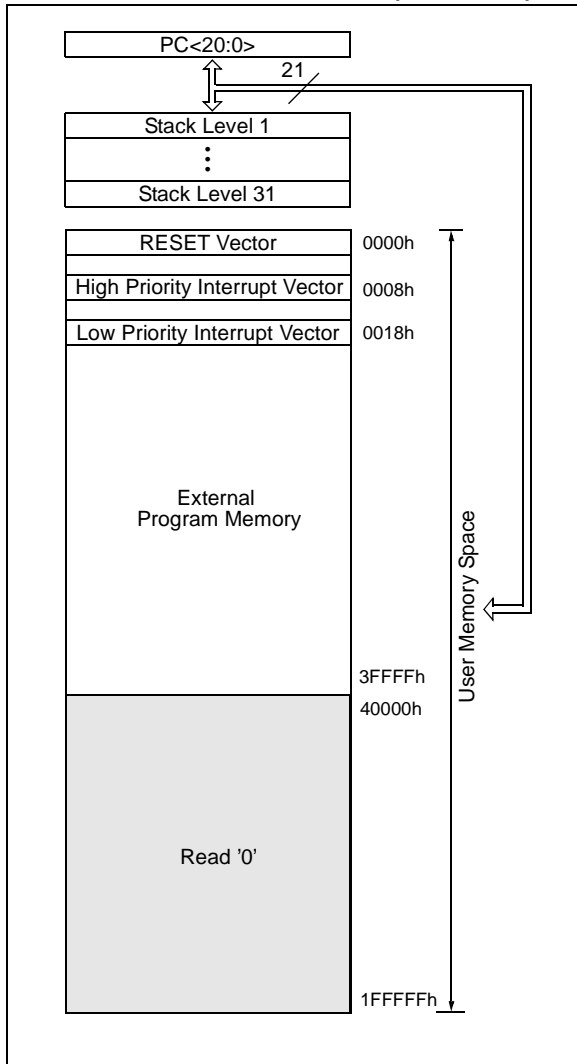 PC<20:0>
21
Stack Level 1
Stack Level 31
RESET Vector
0000h
High Priority Interrupt Vector
0008h
Low Priority Interrupt Vector
0018h
External
Program Memory
User Memory Space
3FFFFh
40000h
Read '0'
1FFFFFh